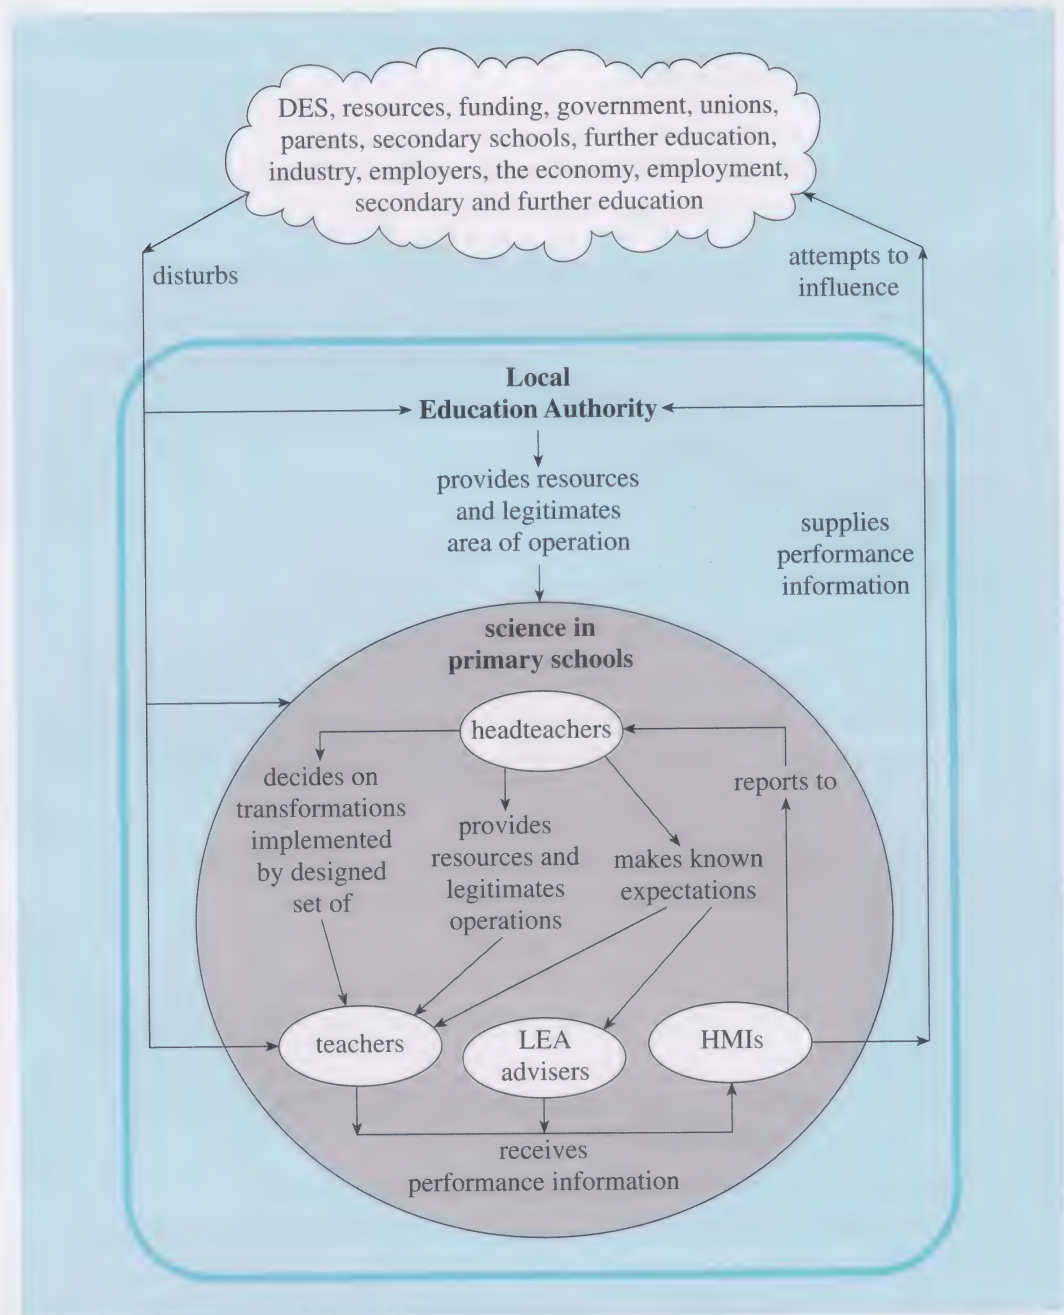 DES, resources, funding, government, unions,
parents, secondary schools, further education,
industry, employers, the economy, employment,
secondary and further education
disturbs
attempts to
influence
Local
Education Authority
provides resources
and legitimates
area of operation
supplies
performance
information
science in
primary schools
headteachers
decides on
transformations
implemented
by designed
set of
provides
resources and
legitimates
operations
makes known
expectations
reports to
teachers
LEA
advisers
HMIs
receives
performance information